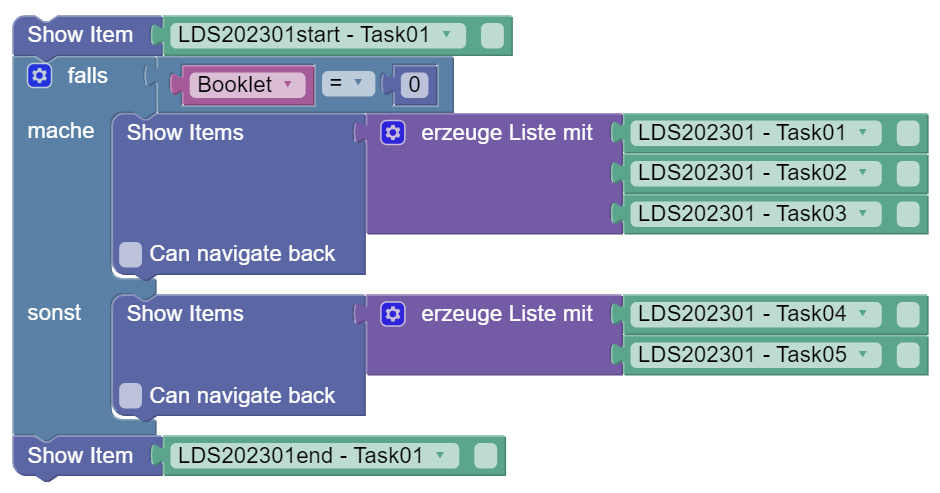 Show Item LDS202301start - Task01
falls Booklet = 0
mache Show Items erzeuge Liste mit LDS202301 - Task01
LDS202301 - Task02
LDS202301 - Task03
Can navigate back
sonst Show Items erzeuge Liste mit LDS202301 - Task04
LDS202301 - Task05
Can navigate back
Show Item LDS202301end - Task01